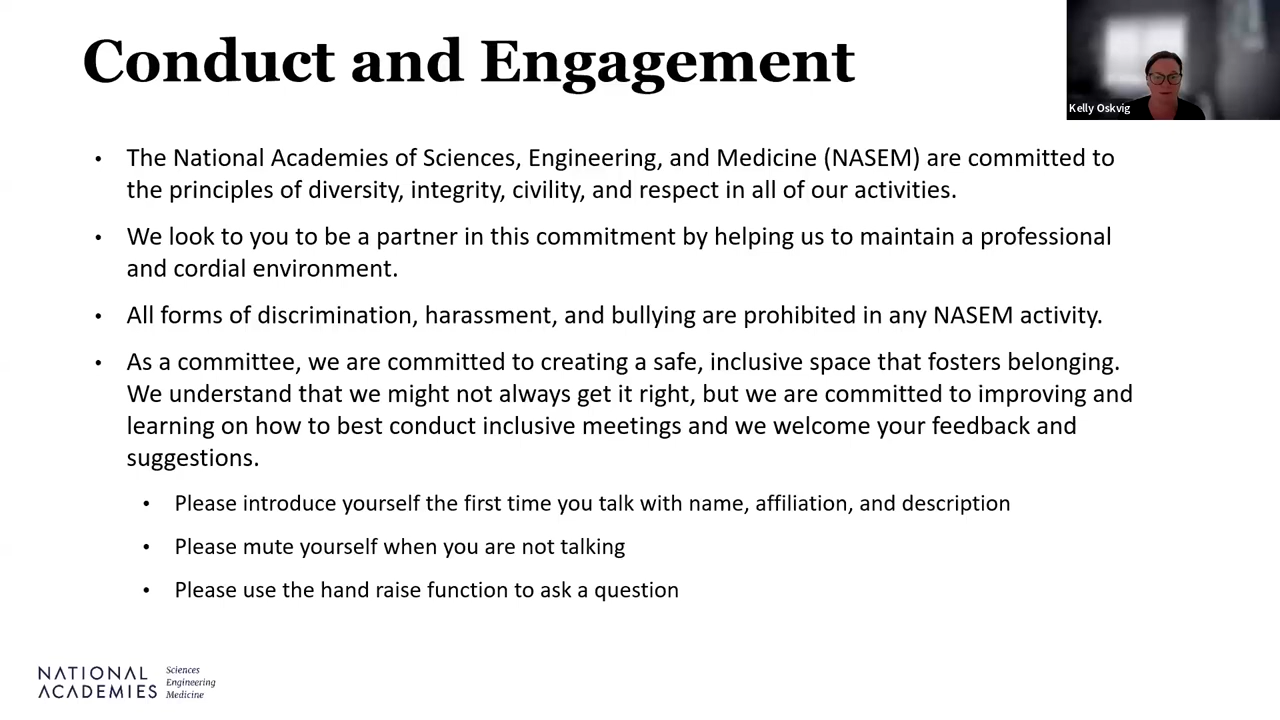 Conduct and Engagement
Kelly Oskvig
• The National Academies of Sciences, Engineering, and Medicine (NASEM) are committed to
the principles of diversity, integrity, civility, and respect in all of our activities.
• We look to you to be a partner in this commitment by helping us to maintain a professional
and cordial environment.
• All forms of discrimination, harassment, and bullying are prohibited in any NASEM activity.
• As a committee, we are committed to creating a safe, inclusive space that fosters belonging.
We understand that we might not always get it right, but we are committed to improving and
learning on how to best conduct inclusive meetings and we welcome your feedback and
suggestions.
• Please introduce yourself the first time you talk with name, affiliation, and description
• Please mute yourself when you are not talking
• Please use the hand raise function to ask a question
NATIONAL
ACADEMIES
Sciences
Engineering
Medicine